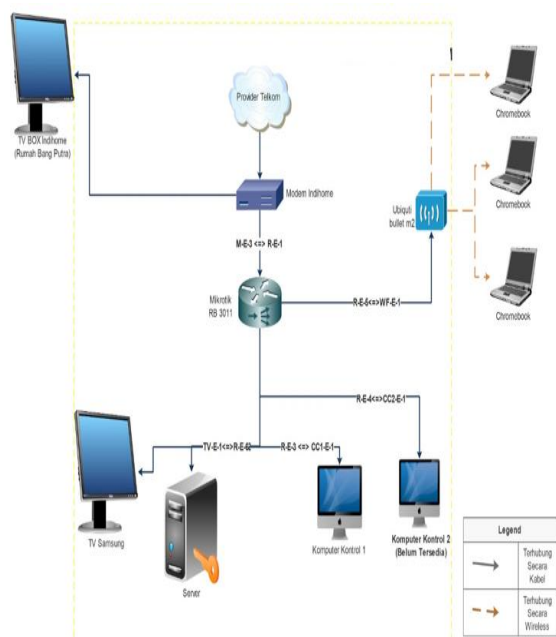 Provider Telkom
Chromebook
TV BOX Indihome
(Rumah Bang Putra)
Modem Indihome
Chromebook
Ubiquti
bullet m2
M-E-3 <=> R-E-1
Chromebook
Mikrotik
RB 3011
R-E-5<=>WF-E-1
R-E-4<=>CC2-E-1
TV-E-1<=>R-E-62
R-E-3 <=> CC1-E-1
TV Samsung
Server
Komputer Kontrol 1
Komputer Kontrol 2
(Belum Tersedia)
Legend
Terhubung
Secara
Kabel
Terhubung
Secara
Wireless